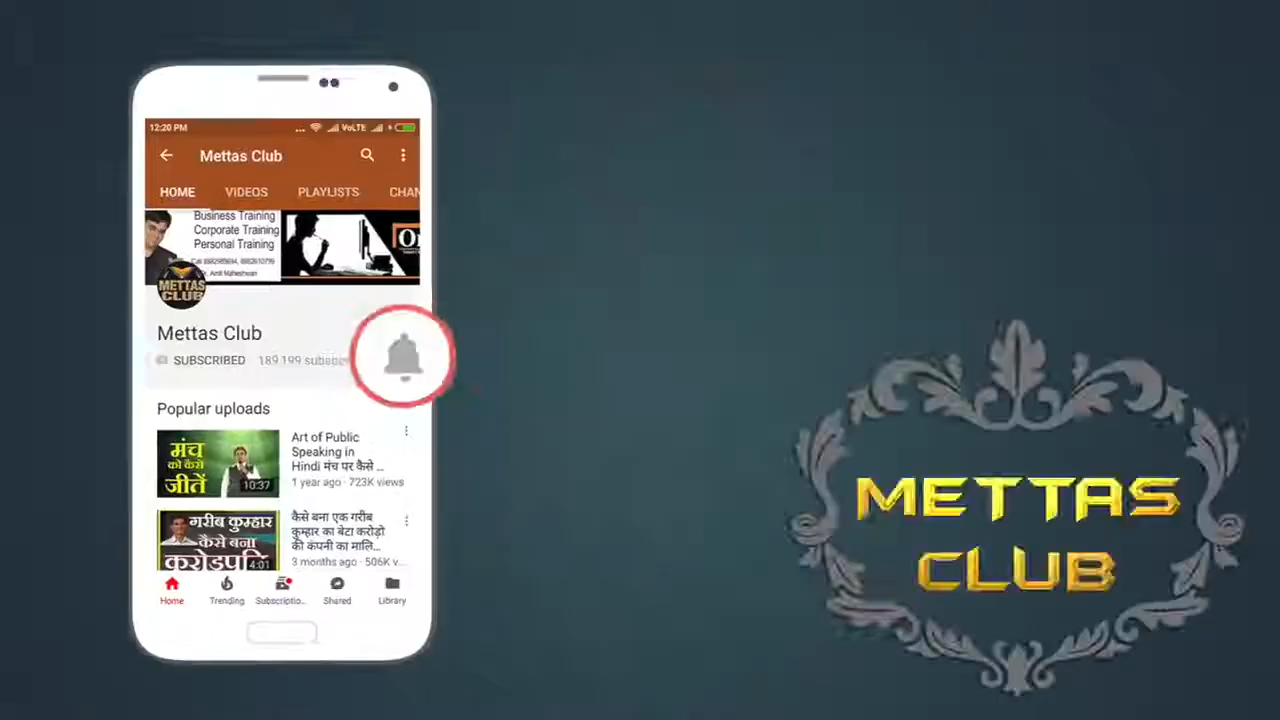 12:20 PM
VoLTE
Mettas Club
HOME VIDEOS PLAYLISTS CHAN
Business Training
Corporate Training
Personal Training
Dr. Amit Maheshwari
METTAS
CLUB
Mettas Club
SUBSCRIBED 189,199
Popular uploads
मंच
को कैसे
जीतें
10:37
Art of Public
Speaking in
Hindi मंच पर कैसे ...
1 year ago · 723K views
गरीब कुम्हार
कैसे बना
करोड़पति
4:01
कैसे बना एक गरीब
कुम्हार का बेटा करोड़ो
की कंपनी का मालि...
3 months ago · 506K v...
Home Trending Subscriptio... Shared Library
METTAS
CLUB